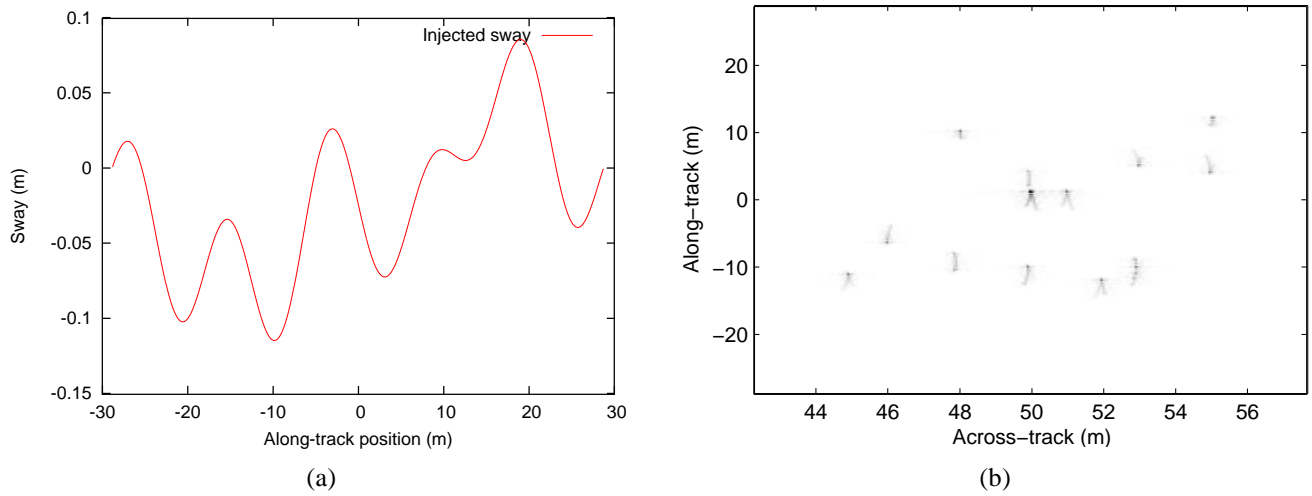 0.1
0.05
0
-0.05
-0.1
-0.15
Sway (m)
Injected sway
-30 -20 -10 0 10 20 30
Along-track position (m)
(a)
20
10
0
−10
−20
Along−track (m)
44 46 48 50 52 54 56
Across−track (m)
(b)